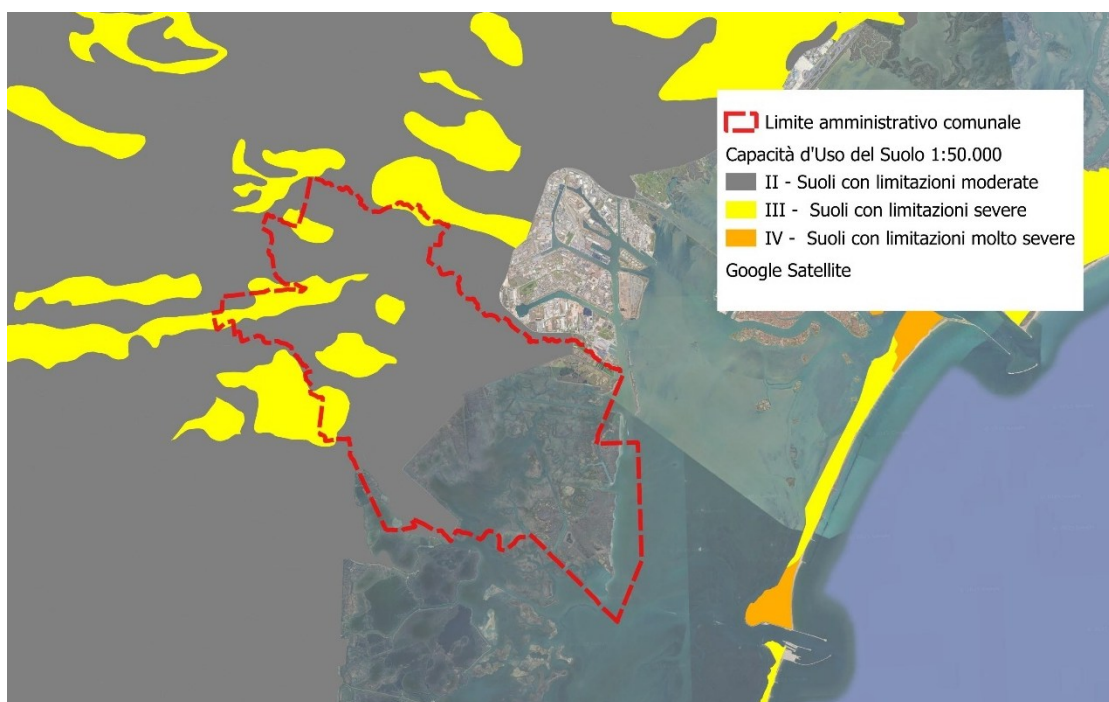 Limite amministrativo comunale
Capacità d'Uso del Suolo 1:50.000
II - Suoli con limitazioni moderate
III - Suoli con limitazioni severe
IV - Suoli con limitazioni molto severe
Google Satellite